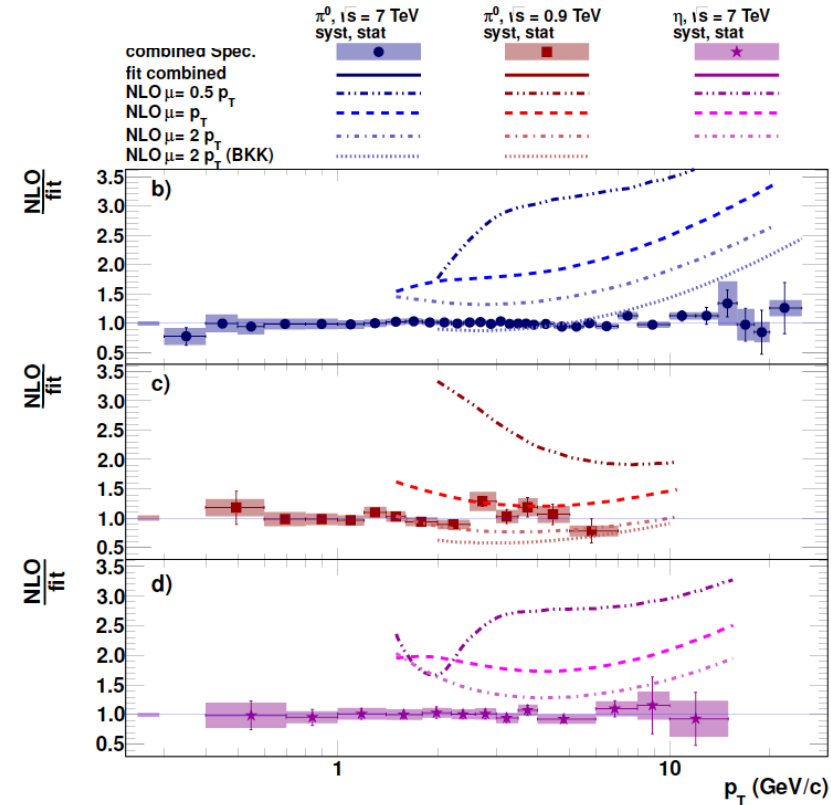 π⁰, √s = 7 TeV π⁰, √s = 0.9 TeV η, √s = 7 TeV
syst, stat syst, stat syst, stat
combined Spec.
fit combined
NLO μ = 0.5 p_T
NLO μ = p_T
NLO μ = 2 p_T
NLO μ = 2 p_T (BKK)
NLO
fit
b)
3.5
3.0
2.5
2.0
1.5
1.0
0.5
NLO
fit
c)
3.5
3.0
2.5
2.0
1.5
1.0
0.5
NLO
fit
d)
3.5
3.0
2.5
2.0
1.5
1.0
0.5
1 10
p_T (GeV/c)